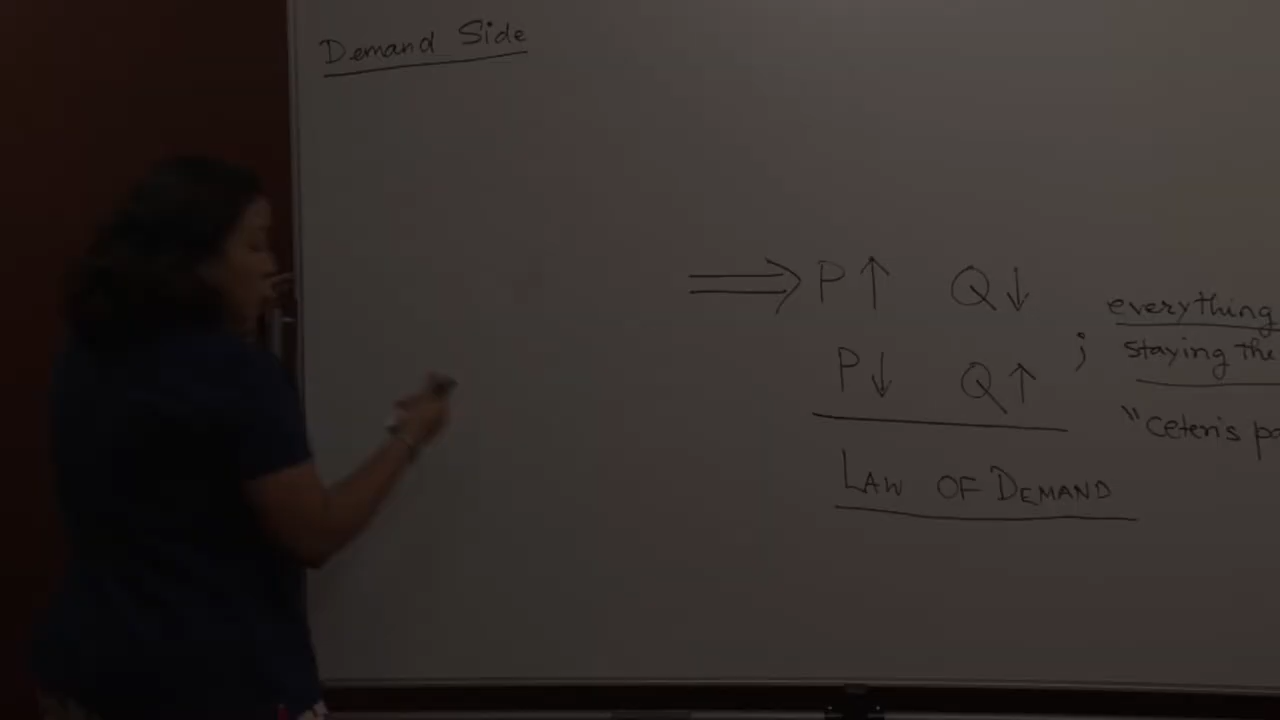 Demand Side
⇒ P↑ Q↓
P↓ Q↑ ;
everything
staying the
"Ceteris
LAW OF DEMAND